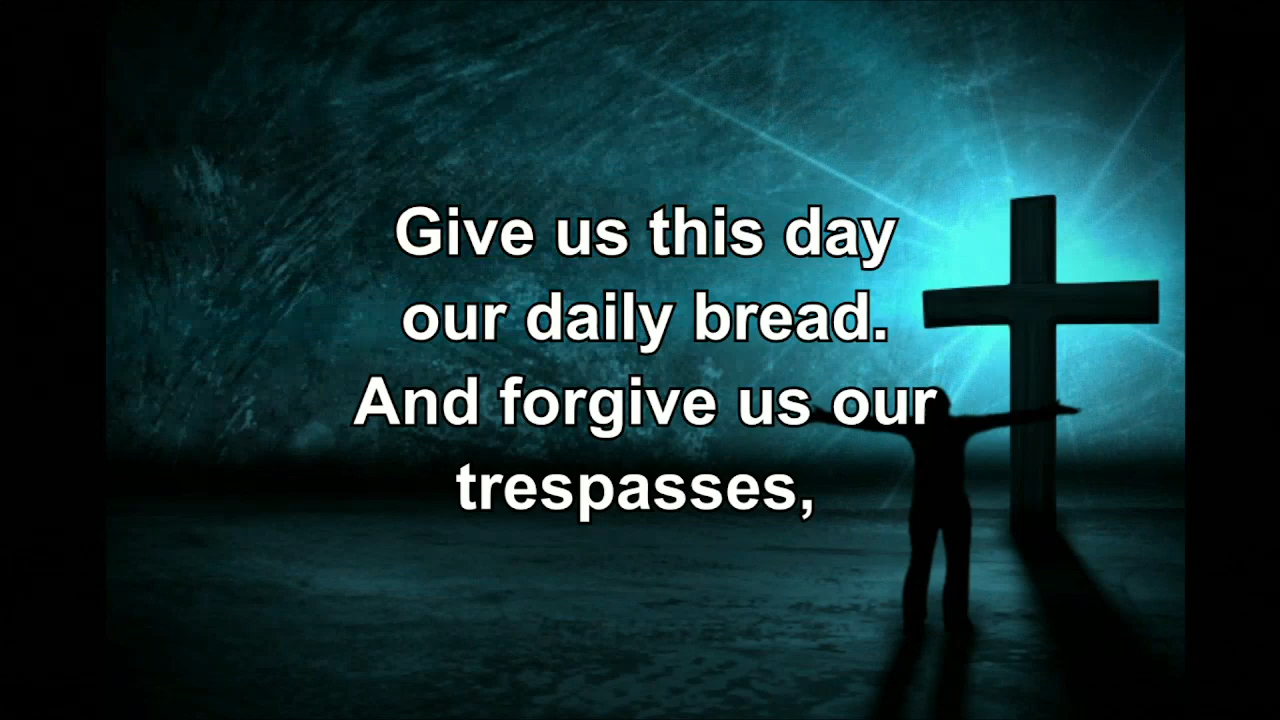 Give us this day
our daily bread.
And forgive us our
trespasses,